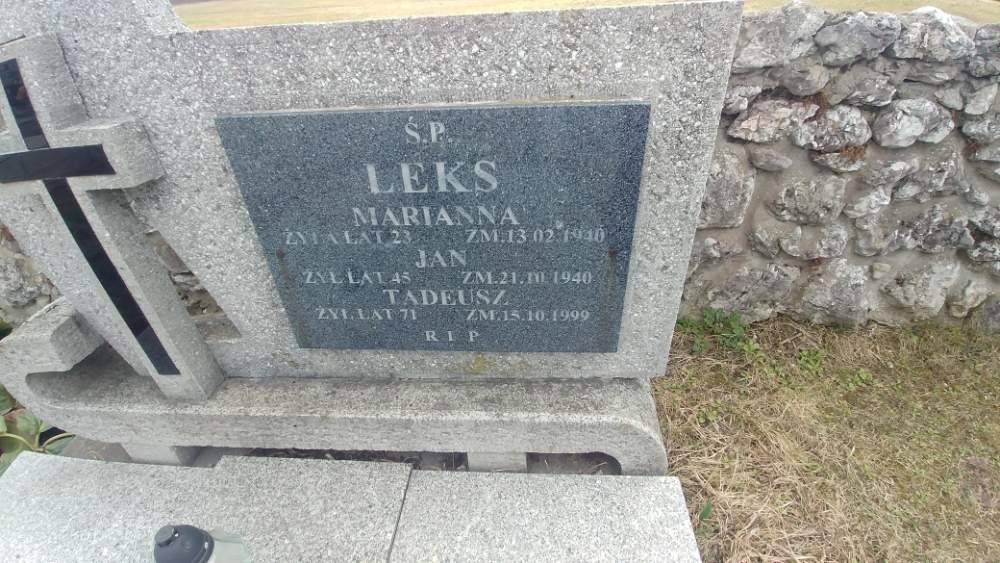 Ś.P.
LEKS
MARIANNA
ŻYŁA LAT 23 ZM.13.02.1940
JAN
ŻYŁ LAT 45 ZM.21.10.1940
TADEUSZ
ŻYŁ LAT 71 ZM.15.10.1999
R I P